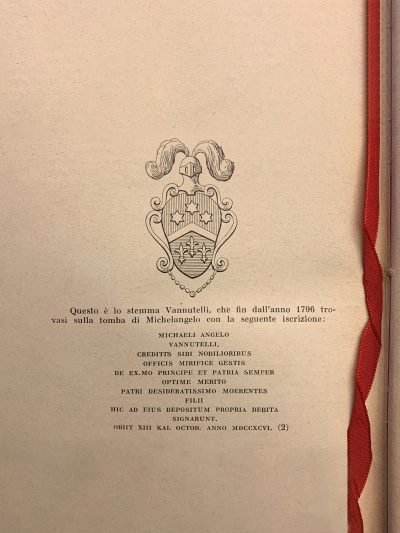 Questo è lo stemma Vannutelli, che fin dall'anno 1796 tro-
vasi sulla tomba di Michelangelo con la seguente iscrizione:
MICHAELI ANGELO
VANNUTELLI,
CREDITIS SIBI NOBILIORIBUS
OFFICIS MIRIFICE GESTIS
DE EX.MO PRINCIPE ET PATRIA SEMPER
OPTIME MERITO
PATRI DESIDERATISSIMO MOERENTES
FILII
HIC AD EIUS DEPOSITUM PROPRIA DEBITA
SIGNARUNT.
OBIIT XIII KAL OCTOB. ANNO MDCCXCVI. (2)